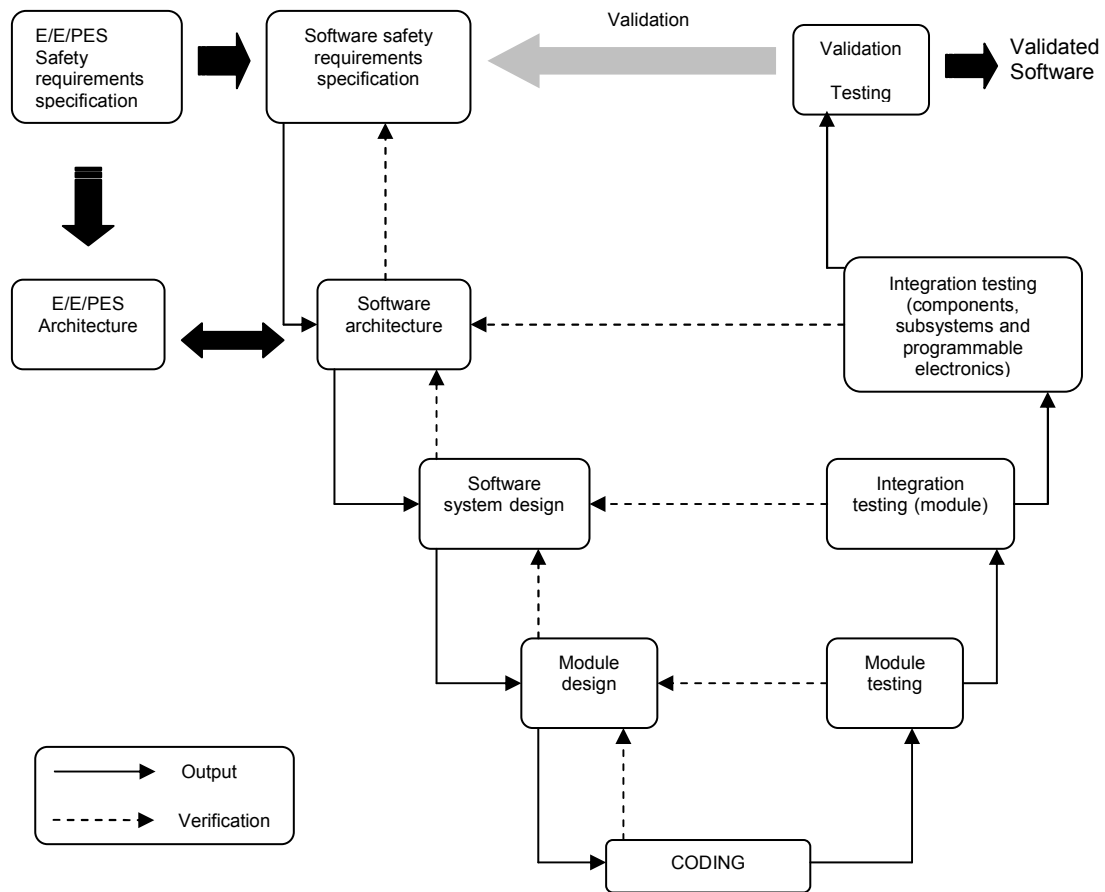 E/E/PES
Safety
requirements
specification
Software safety
requirements
specification
Validation
Validation
Testing
Validated
Software
E/E/PES
Architecture
Software
architecture
Integration testing
(components,
subsystems and
programmable
electronics)
Software
system design
Integration
testing (module)
Module
design
Module
testing
Output
Verification
CODING